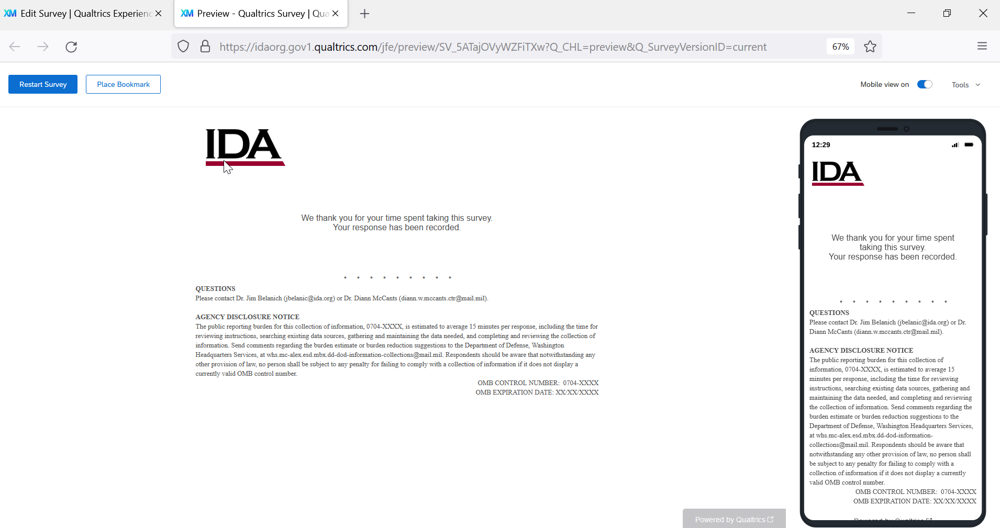 XM Edit Survey | Qualtrics Experienc
XM Preview - Qualtrics Survey | Qua
https://idaorg.gov1.qualtrics.com/jfe/preview/SV_5ATajOVyWZFiTXw?Q_CHL=preview&Q_SurveyVersionID=current
67%
Restart Survey
Place Bookmark
Mobile view on
Tools
IDA
We thank you for your time spent taking this survey.
Your response has been recorded.
* * * * * * * * *
QUESTIONS
Please contact Dr. Jim Belanich (jbelanic@ida.org) or Dr. Diann McCants (diann.w.mccants.ctr@mail.mil).
AGENCY DISCLOSURE NOTICE
The public reporting burden for this collection of information, 0704-XXXX, is estimated to average 15 minutes per response, including the time for
reviewing instructions, searching existing data sources, gathering and maintaining the data needed, and completing and reviewing the collection of
information. Send comments regarding the burden estimate or burden reduction suggestions to the Department of Defense, Washington
Headquarters Services, at whs.mc-alex.esd.mbx.dd-dod-information-collections@mail.mil. Respondents should be aware that notwithstanding any
other provision of law, no person shall be subject to any penalty for failing to comply with a collection of information if it does not display a
currently valid OMB control number.
OMB CONTROL NUMBER: 0704-XXXX
OMB EXPIRATION DATE: XX/XX/XXXX
Powered by Qualtrics
12:29
IDA
We thank you for your time spent
taking this survey.
Your response has been recorded.
* * * * * * * * *
QUESTIONS
Please contact Dr. Jim Belanich (jbelanic@ida.org) or Dr.
Diann McCants (diann.w.mccants.ctr@mail.mil).
AGENCY DISCLOSURE NOTICE
The public reporting burden for this collection of
information, 0704-XXXX, is estimated to average 15
minutes per response, including the time for reviewing
instructions, searching existing data sources, gathering and
maintaining the data needed, and completing and reviewing
the collection of information. Send comments regarding the
burden estimate or burden reduction suggestions to the
Department of Defense, Washington Headquarters Services,
at whs.mc-alex.esd.mbx.dd-dod-information-
collections@mail.mil. Respondents should be aware that
notwithstanding any other provision of law, no person shall
be subject to any penalty for failing to comply with a
collection of information if it does not display a currently
valid OMB control number.
OMB CONTROL NUMBER: 0704-XXXX
OMB EXPIRATION DATE: XX/XX/XXXX
Powered by Qualtrics